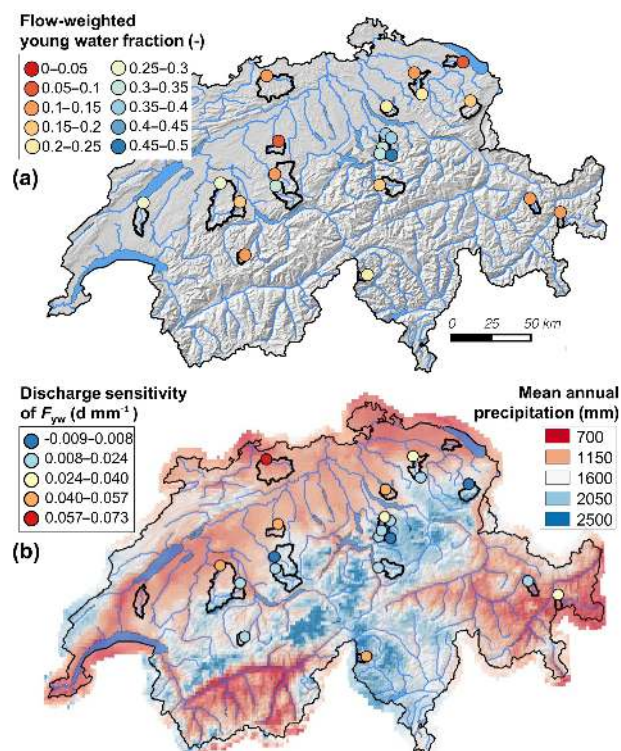 Flow-weighted
young water fraction (-)
0–0.05
0.05–0.1
0.1–0.15
0.15–0.2
0.2–0.25
0.25–0.3
0.3–0.35
0.35–0.4
0.4–0.45
0.45–0.5
(a)
0 25 50 km
Discharge sensitivity
of Fyw (d mm⁻¹)
-0.009–0.008
0.008–0.024
0.024–0.040
0.040–0.057
0.057–0.073
Mean annual
precipitation (mm)
700
1150
1600
2050
2500
(b)